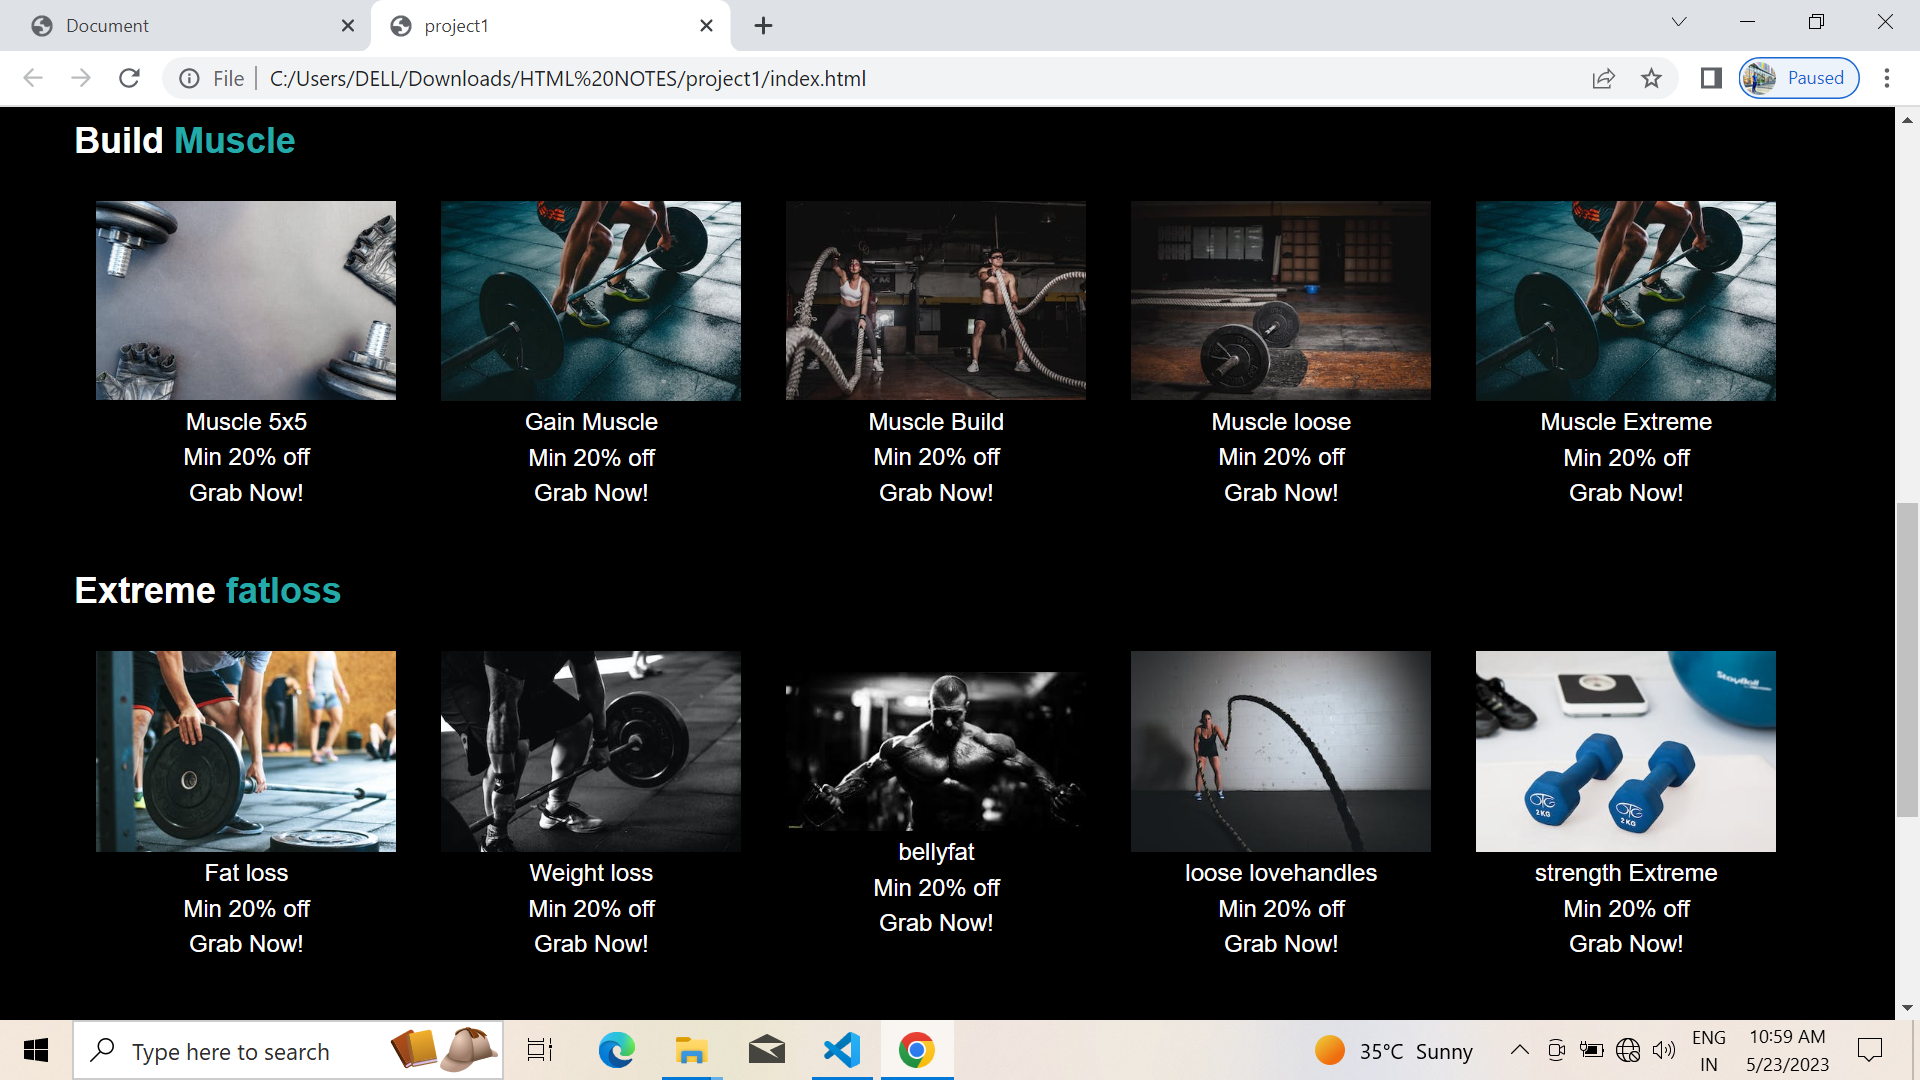 Document
project1
File
C:/Users/DELL/Downloads/HTML%20NOTES/project1/index.html
Paused
Build Muscle
Muscle 5x5
Min 20% off
Grab Now!
Gain Muscle
Min 20% off
Grab Now!
Muscle Build
Min 20% off
Grab Now!
Muscle loose
Min 20% off
Grab Now!
Muscle Extreme
Min 20% off
Grab Now!
Extreme fatloss
Fat loss
Min 20% off
Grab Now!
Weight loss
Min 20% off
Grab Now!
bellyfat
Min 20% off
Grab Now!
loose lovehandles
Min 20% off
Grab Now!
StayBall
2 KG
2 KG
strength Extreme
Min 20% off
Grab Now!
Type here to search
35°C Sunny
ENG
IN
10:59 AM
5/23/2023